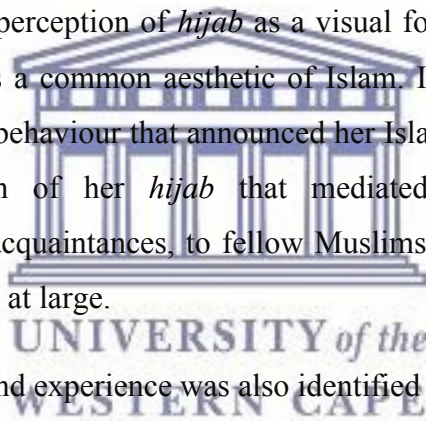 perception of hijab as a visual fo
s a common aesthetic of Islam. I
behaviour that announced her Isla
n of her hijab that mediated
acquaintances, to fellow Muslims
at large.
UNIVERSITY of the
nd experience was also identified
WESTERN CAPE